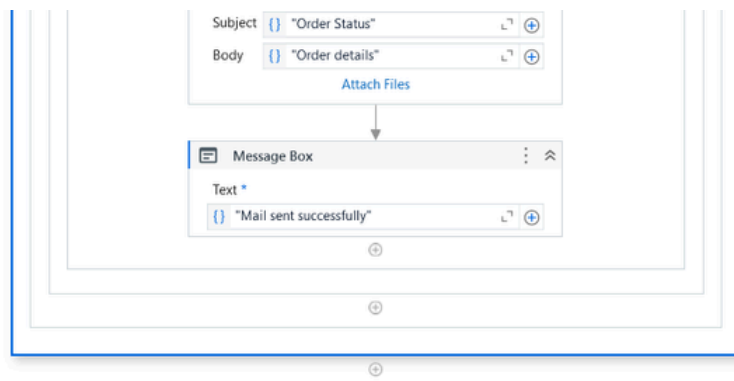 Subject {} "Order Status"
Body {} "Order details"
Attach Files
Message Box
Text *
{} "Mail sent successfully"